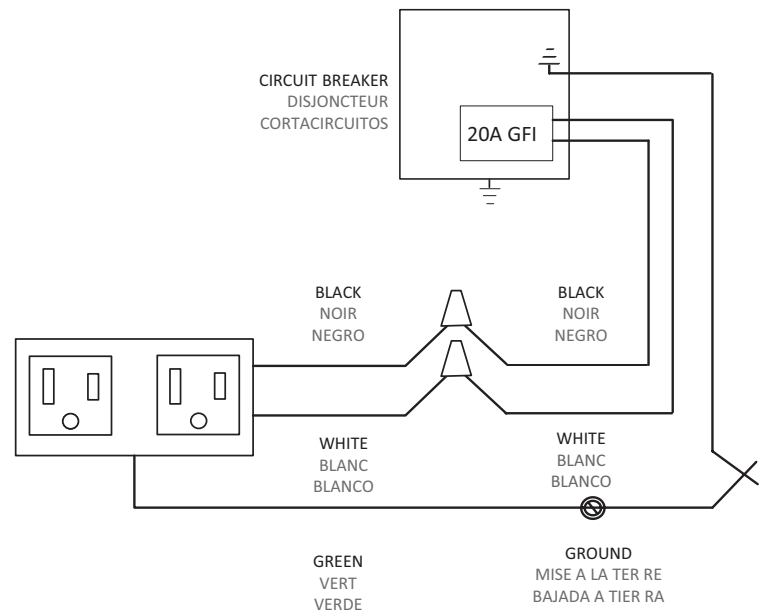 CIRCUIT BREAKER
DISJONCTEUR
CORTACIRCUITOS
20A GFI
BLACK
NOIR
NEGRO
BLACK
NOIR
NEGRO
WHITE
BLANC
BLANCO
WHITE
BLANC
BLANCO
GREEN
VERT
VERDE
GROUND
MISE A LA TER RE
BAJADA A TIER RA